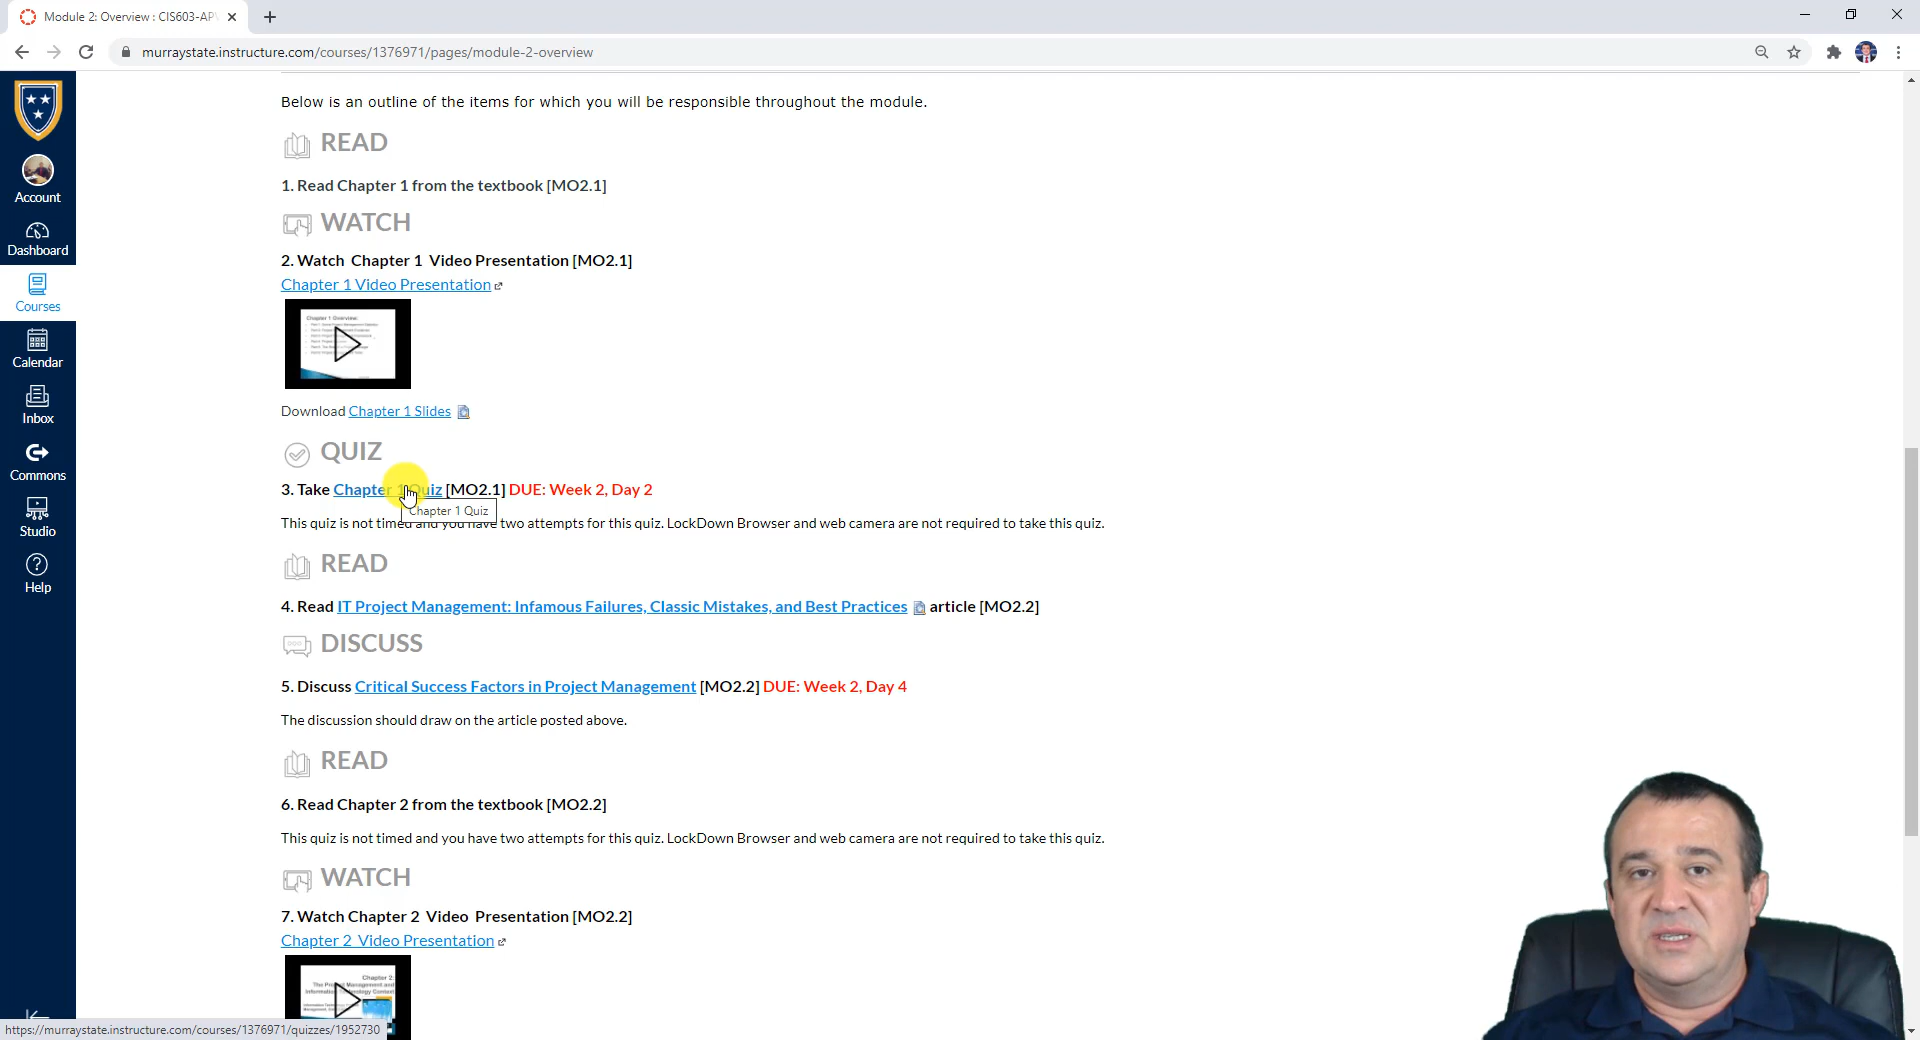 Module 2: Overview : CIS603-APV
murraystate.instructure.com/courses/1376971/pages/module-2-overview
Account
Dashboard
Courses
Calendar
Inbox
Commons
Studio
Help
Below is an outline of the items for which you will be responsible throughout the module.
READ
1. Read Chapter 1 from the textbook [MO2.1]
WATCH
2. Watch Chapter 1 Video Presentation [MO2.1]
Chapter 1 Video Presentation
Chapter 1 Overview
Download Chapter 1 Slides
QUIZ
3. Take Chapter 1 Quiz [MO2.1] DUE: Week 2, Day 2
Chapter 1 Quiz
This quiz is not timed and you have two attempts for this quiz. LockDown Browser and web camera are not required to take this quiz.
READ
4. Read IT Project Management: Infamous Failures, Classic Mistakes, and Best Practices article [MO2.2]
DISCUSS
5. Discuss Critical Success Factors in Project Management [MO2.2] DUE: Week 2, Day 4
The discussion should draw on the article posted above.
READ
6. Read Chapter 2 from the textbook [MO2.2]
This quiz is not timed and you have two attempts for this quiz. LockDown Browser and web camera are not required to take this quiz.
WATCH
7. Watch Chapter 2 Video Presentation [MO2.2]
Chapter 2 Video Presentation
Chapter 2
https://murraystate.instructure.com/courses/1376971/quizzes/1952730